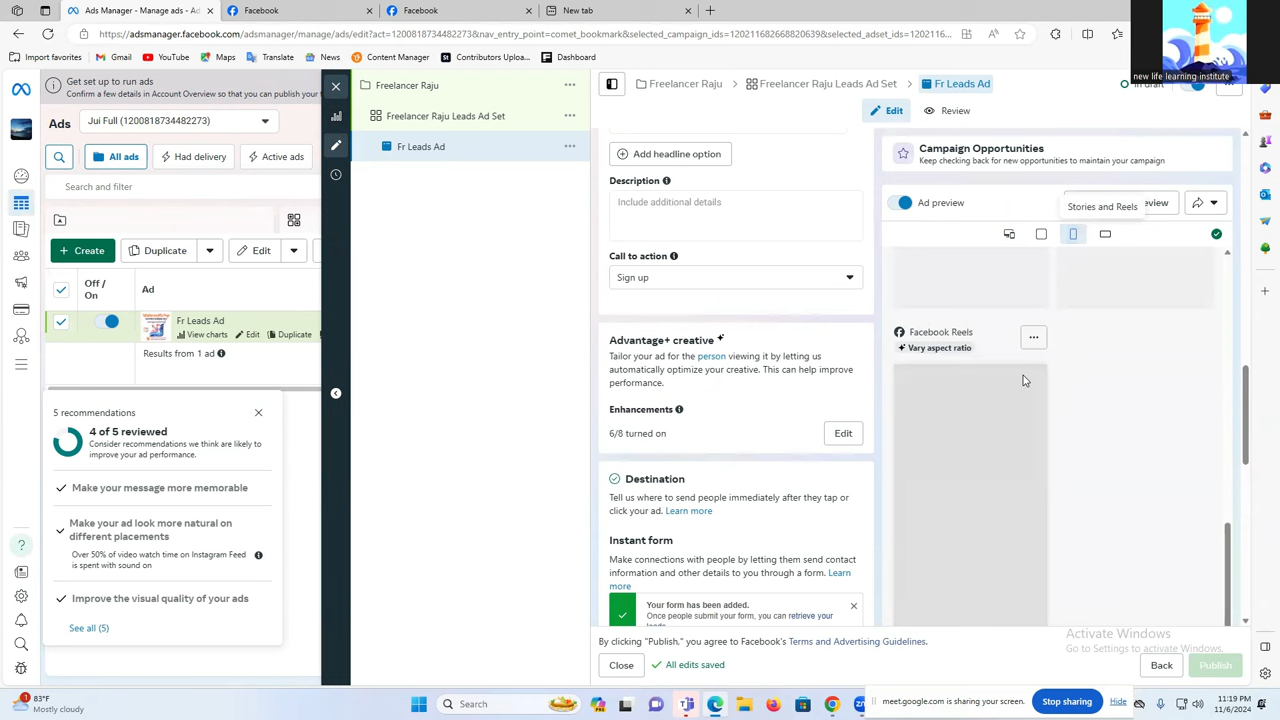 Ads Manager - Manage ads -
Facebook
Facebook
New tab
https://adsmanager.facebook.com/adsmanager/manage/ads/edit?act=1200818734482273&nav_entry_point=comet_bookmark&selected_campaign_ids=120211682668820639&selected_adset_ids=12021168...
Import favorites
Gmail
YouTube
Maps
Translate
News
Content Manager
Contributors Uploa...
Dashboard
new life learning institute
Get set up to run ads
Confirm a few details in Account Overview so you can publish your
Ads
Jui Full (1200818734482273)
All ads
Had delivery
Active ads
Search and filter
Create
Duplicate
Edit
Off / On
Ad
Fr Leads Ad
View charts
Edit
Duplicate
Results from 1 ad
5 recommendations
4 of 5 reviewed
Consider recommendations we think are likely to
improve your ad performance.
Make your message more memorable
Make your ad look more natural on
different placements
Over 50% of video watch time on Instagram Feed
is spent with sound on
Improve the visual quality of your ads
See all (5)
Freelancer Raju
Freelancer Raju Leads Ad Set
Fr Leads Ad
Freelancer Raju
Freelancer Raju Leads Ad Set
Fr Leads Ad
In draft
Edit
Review
Add headline option
Description
Include additional details
Call to action
Sign up
Advantage+ creative
Tailor your ad for the person viewing it by letting us
automatically optimize your creative. This can help improve
performance.
Enhancements
6/8 turned on
Edit
Destination
Tell us where to send people immediately after they tap or
click your ad. Learn more
Instant form
Make connections with people by letting them send contact
information and other details to you through a form. Learn
more
Your form has been added.
Once people submit your form, you can retrieve your
leads
Campaign Opportunities
Keep checking back for new opportunities to maintain your campaign
Ad preview
Stories and Reels
Facebook Reels
Vary aspect ratio
By clicking "Publish," you agree to Facebook's Terms and Advertising Guidelines.
Close
All edits saved
Back
Publish
Activate Windows
Go to Settings to activate Windows.
83°F
Mostly cloudy
Search
meet.google.com is sharing your screen.
Stop sharing
Hide
11:19 PM
11/6/2024